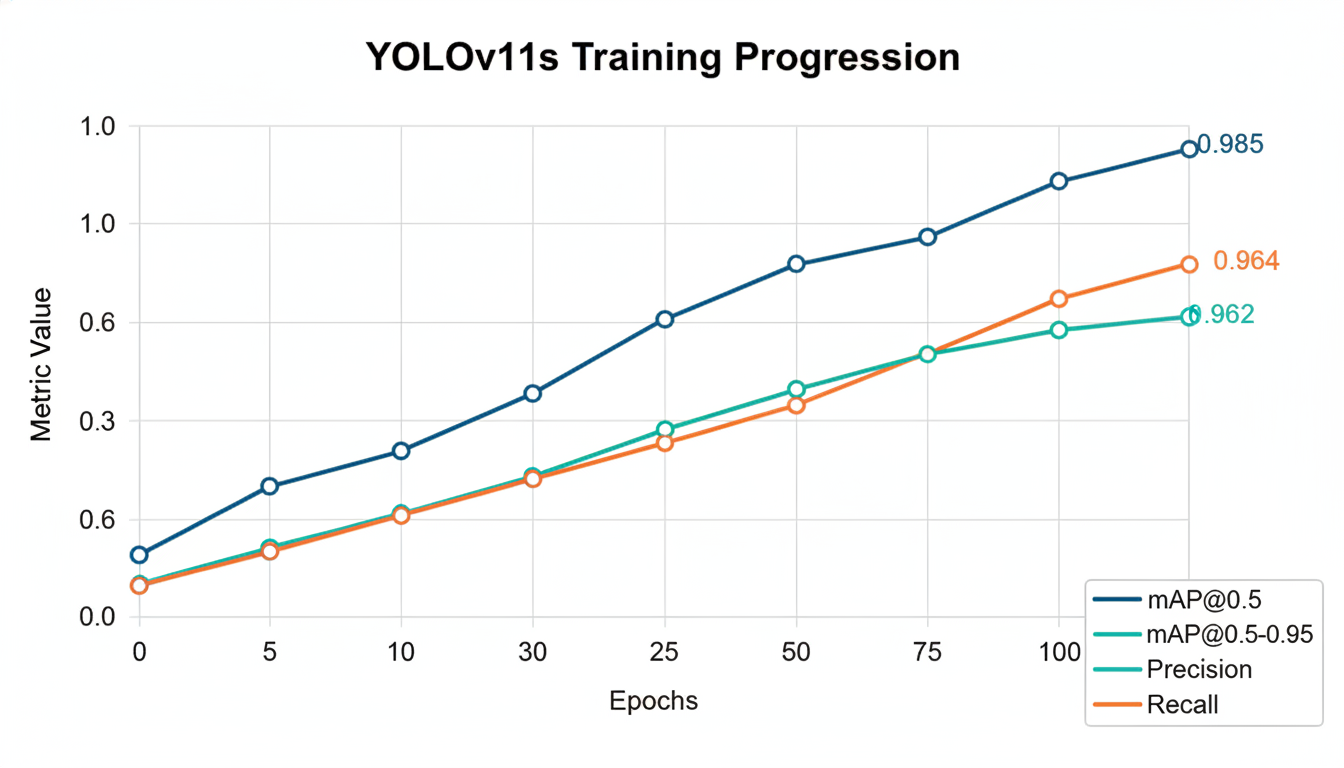 YOLOv11s Training Progression
1.0
1.0
0.6
0.3
0.6
0.0
Metric Value
0.985
0.964
0.962
0 5 10 30 25 50 75 100
Epochs
mAP@0.5
mAP@0.5-0.95
Precision
Recall